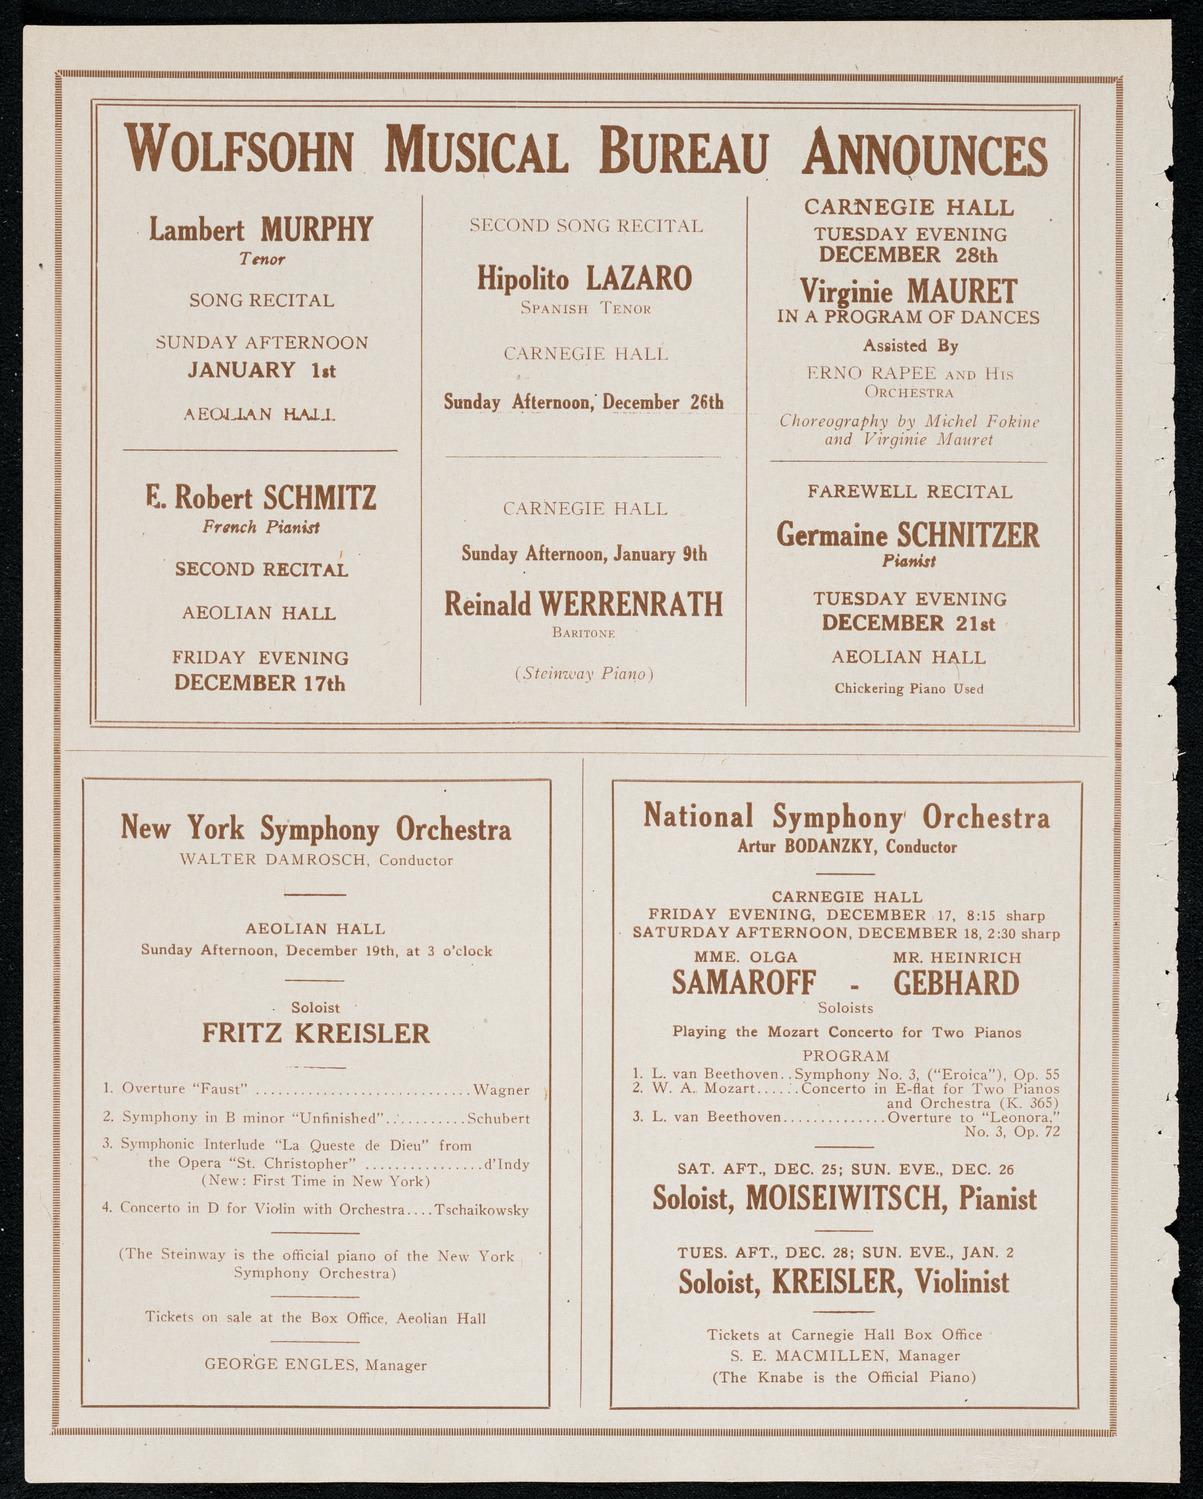 WOLFSOHN MUSICAL BUREAU ANNOUNCES
Lambert MURPHY
Tenor
SONG RECITAL
SUNDAY AFTERNOON
JANUARY 1st
AEOLIAN HALL
E. Robert SCHMITZ
French Pianist
SECOND RECITAL
AEOLIAN HALL
FRIDAY EVENING
DECEMBER 17th
SECOND SONG RECITAL
Hipolito LAZARO
SPANISH TENOR
CARNEGIE HALL
Sunday Afternoon, December 26th
CARNEGIE HALL
Sunday Afternoon, January 9th
Reinald WERRENRATH
BARITONE
(Steinway Piano)
CARNEGIE HALL
TUESDAY EVENING
DECEMBER 28th
Virginie MAURET
IN A PROGRAM OF DANCES
Assisted By
ERNO RAPEE AND HIS
ORCHESTRA
Choreography by Michel Fokine
and Virginie Mauret
FAREWELL RECITAL
Germaine SCHNITZER
Pianist
TUESDAY EVENING
DECEMBER 21st
AEOLIAN HALL
Chickering Piano Used
New York Symphony Orchestra
WALTER DAMROSCH, Conductor
AEOLIAN HALL
Sunday Afternoon, December 19th, at 3 o'clock
Soloist
FRITZ KREISLER
1. Overture "Faust" ............................Wagner
2. Symphony in B minor "Unfinished"...........Schubert
3. Symphonic Interlude "La Queste de Dieu" from
the Opera "St. Christopher" ................d'Indy
(New: First Time in New York)
4. Concerto in D for Violin with Orchestra....Tschaikowsky
(The Steinway is the official piano of the New York
Symphony Orchestra)
Tickets on sale at the Box Office, Aeolian Hall
GEORGE ENGLES, Manager
National Symphony Orchestra
Artur BODANZKY, Conductor
CARNEGIE HALL
FRIDAY EVENING, DECEMBER 17, 8:15 sharp
SATURDAY AFTERNOON, DECEMBER 18, 2:30 sharp
MME. OLGA MR. HEINRICH
SAMAROFF - GEBHARD
Soloists
Playing the Mozart Concerto for Two Pianos
PROGRAM
1. L. van Beethoven..Symphony No. 3, ("Eroica"), Op. 55
2. W. A. Mozart......Concerto in E-flat for Two Pianos
and Orchestra (K. 365)
3. L. van Beethoven..............Overture to "Leonora,"
No. 3, Op. 72
SAT. AFT., DEC. 25; SUN. EVE., DEC. 26
Soloist, MOISEIWITSCH, Pianist
TUES. AFT., DEC. 28; SUN. EVE., JAN. 2
Soloist, KREISLER, Violinist
Tickets at Carnegie Hall Box Office
S. E. MACMILLEN, Manager
(The Knabe is the Official Piano)